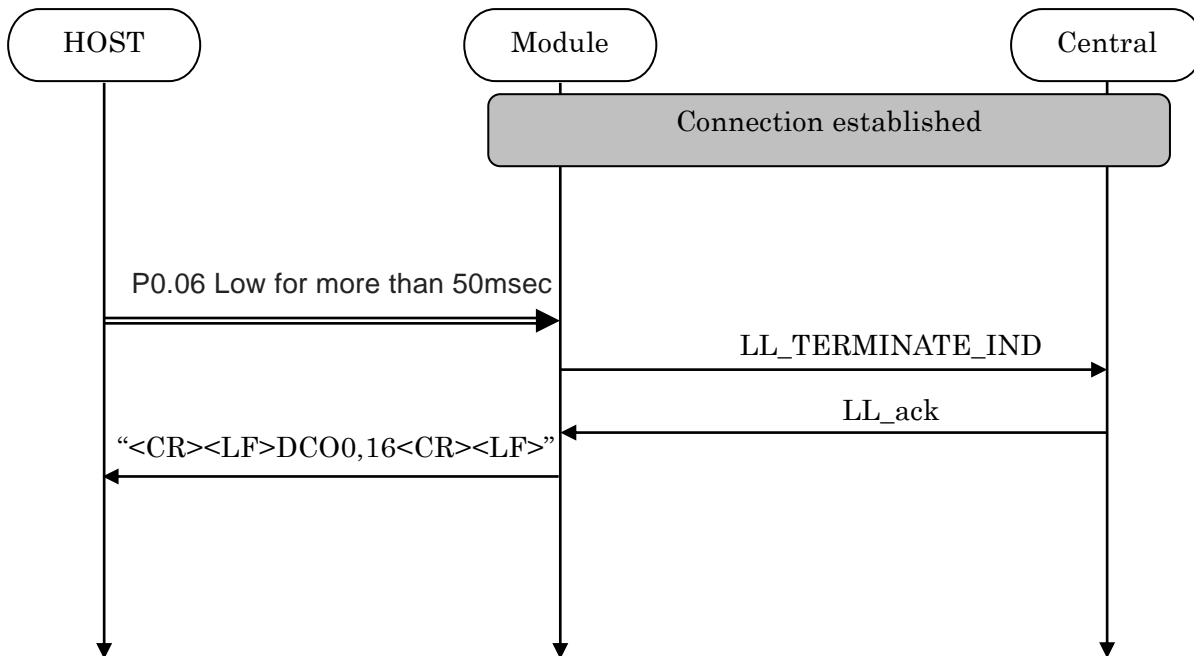 HOST
Module
Central
Connection established
P0.06 Low for more than 50msec
LL_TERMINATE_IND
LL_ack
“<CR><LF>DCO0,16<CR><LF>”